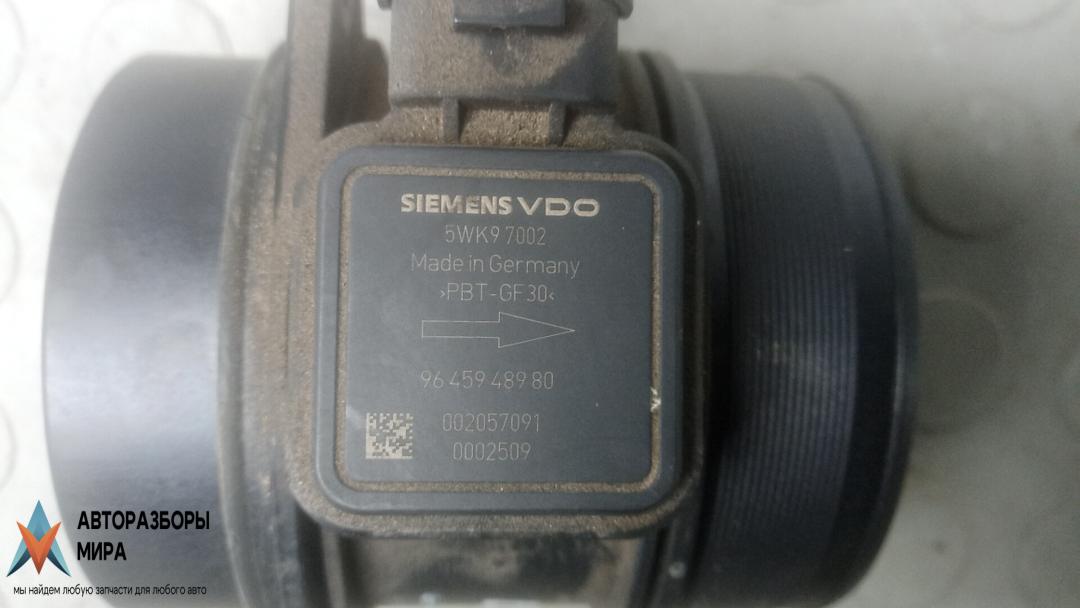 SIEMENS VDO
5WK9 7002
Made in Germany
>PBT-GF30<
96 459 489 80
002057091
0002509
АВТОРАЗБОРЫ
МИРА
мы найдем любую запчасти для любого авто